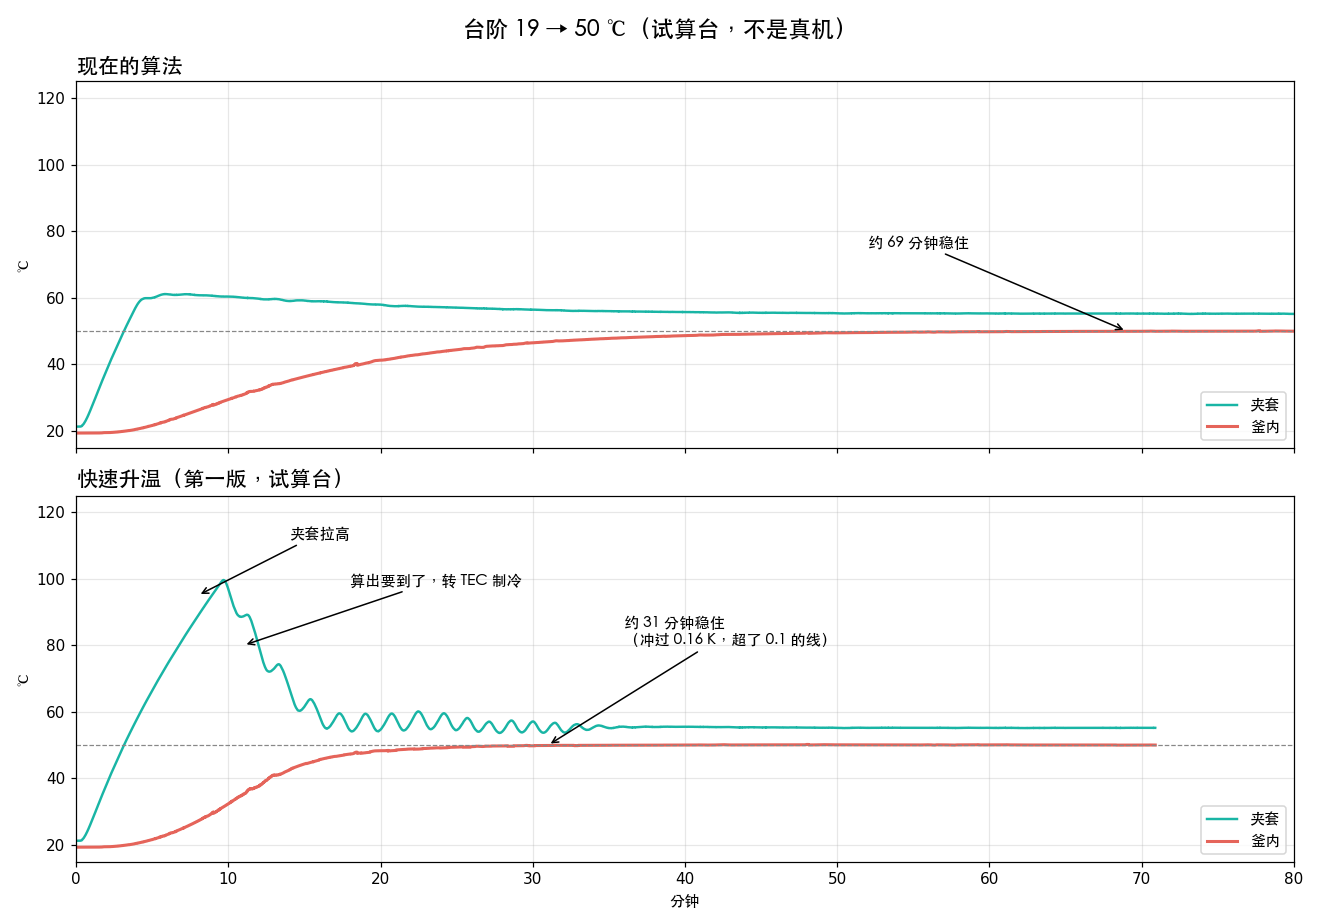 台阶 19 → 50 ℃（试算台，不是真机）
现在的算法
120
100
80
60
40
20
℃
约 69 分钟稳住
夹套
釜内
快速升温（第一版，试算台）
120
100
80
60
40
20
℃
夹套拉高
算出要到了，转 TEC 制冷
约 31 分钟稳住
（冲过 0.16 K，超了 0.1 的线）
夹套
釜内
0
10
20
30
40
50
60
70
80
分钟